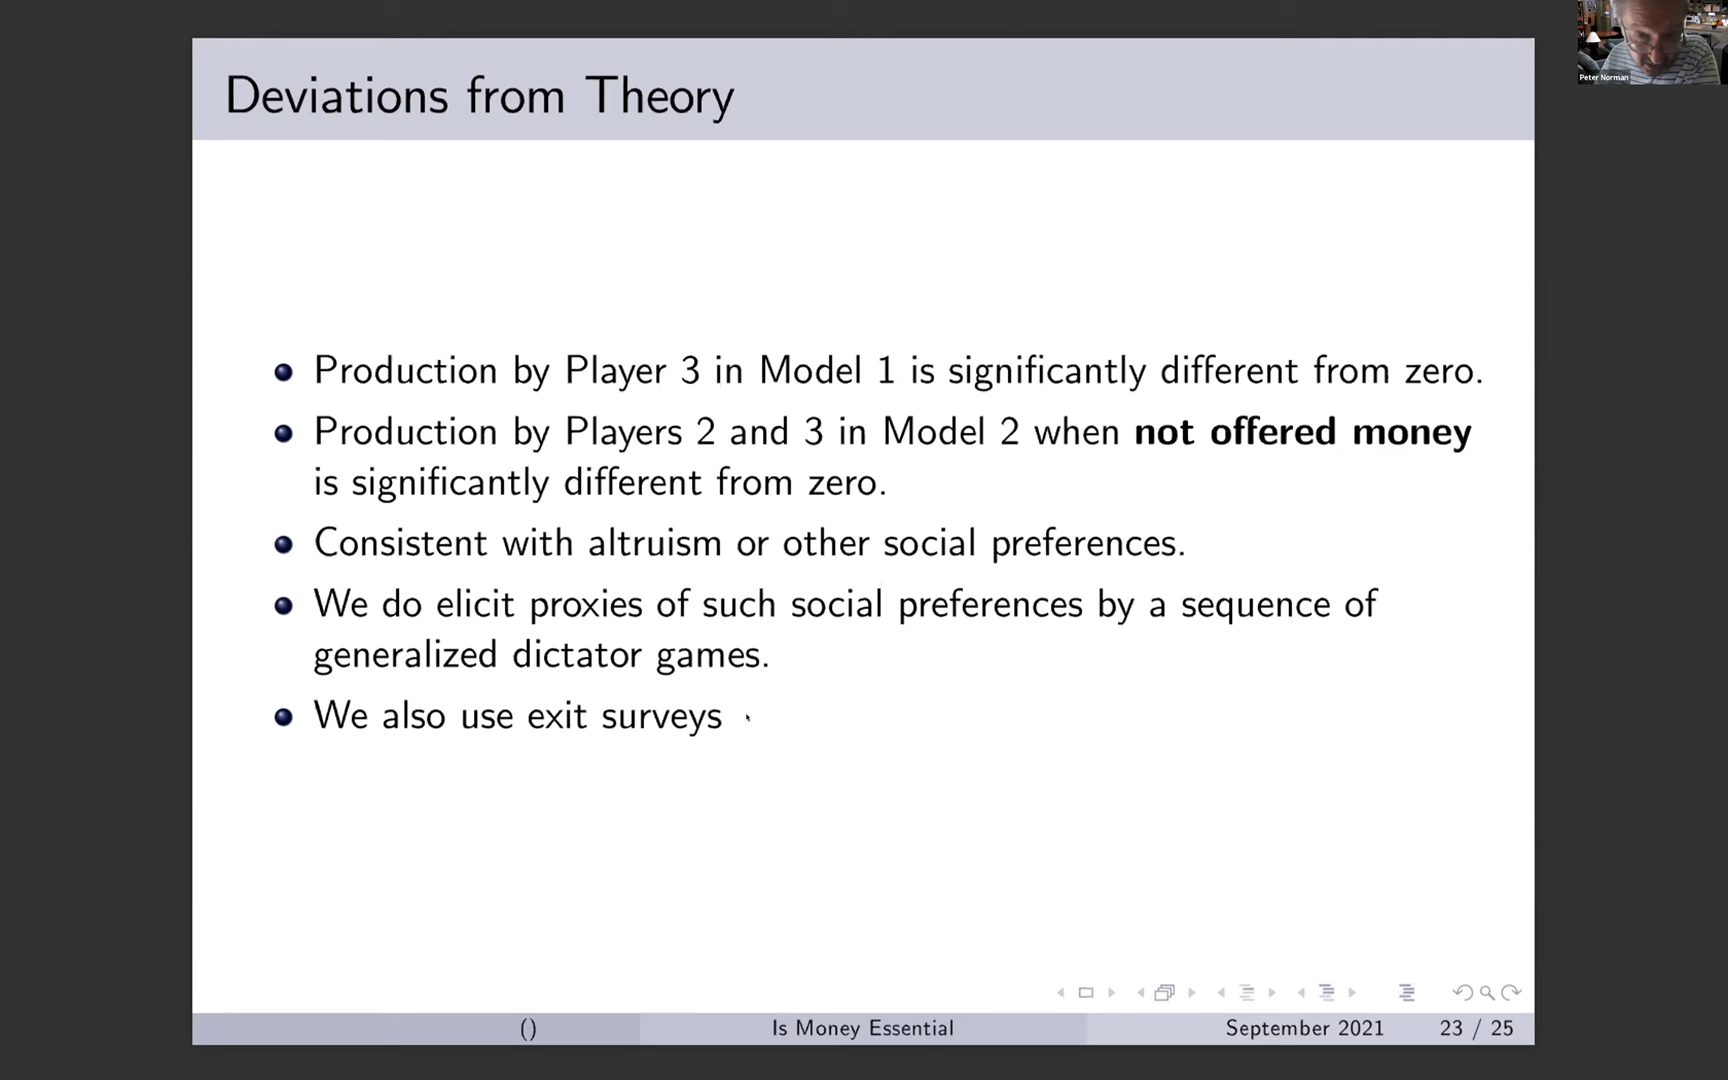 Peter Norman
Deviations from Theory
Production by Player 3 in Model 1 is significantly different from zero.
Production by Players 2 and 3 in Model 2 when not offered money
is significantly different from zero.
Consistent with altruism or other social preferences.
We do elicit proxies of such social preferences by a sequence of
generalized dictator games.
We also use exit surveys
() Is Money Essential September 2021 23 / 25